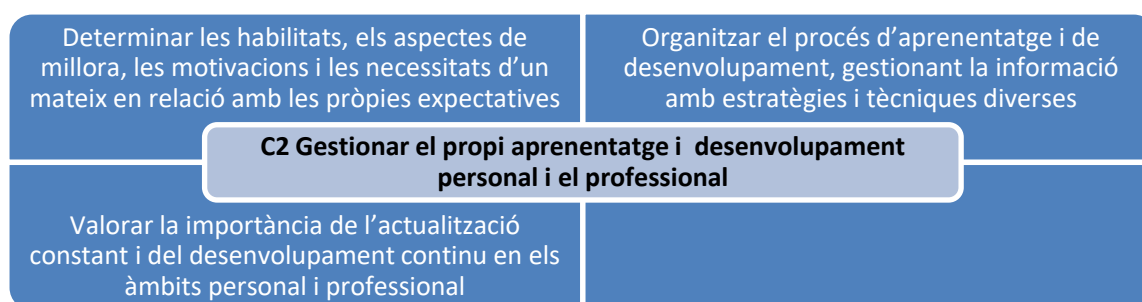 Determinar les habilitats, els aspectes de
millora, les motivacions i les necessitats d’un
mateix en relació amb les pròpies expectatives
Organitzar el procés d’aprenentatge i de
desenvolupament, gestionant la informació
amb estratègies i tècniques diverses
C2 Gestionar el propi aprenentatge i desenvolupament
personal i el professional
Valorar la importància de l’actualització
constant i del desenvolupament continu en els
àmbits personal i professional